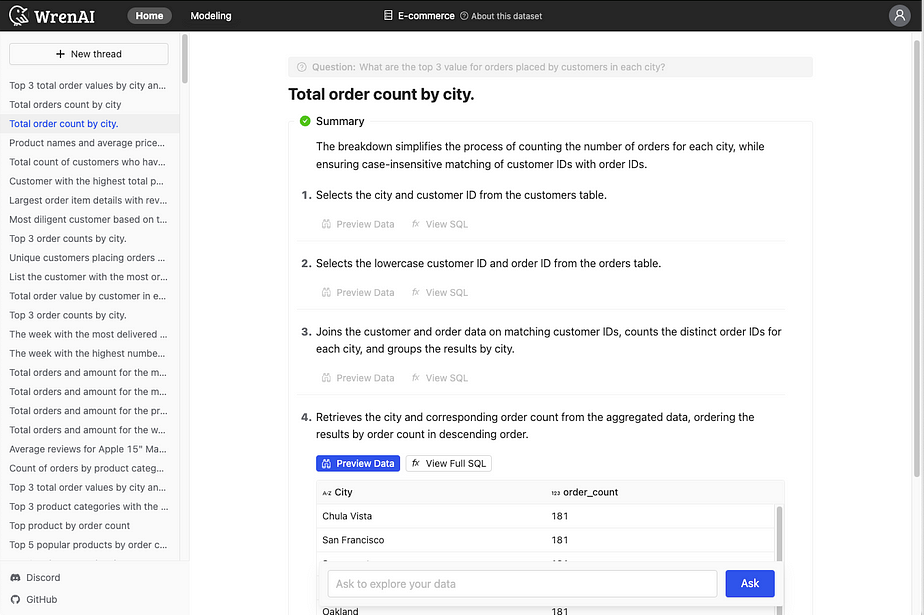 WrenAI
Home
Modeling
E-commerce
About this dataset
New thread
Top 3 total order values by city an...
Total orders count by city
Total order count by city.
Product names and average price...
Total count of customers who hav...
Customer with the highest total p...
Largest order item details with rev...
Most diligent customer based on t...
Top 3 order counts by city.
Unique customers placing orders ...
List the customer with the most or...
Total order value by customer in e...
Top 3 order counts by city.
The week with the most delivered ...
The week with the highest numbe...
Total orders and amount for the m...
Total orders and amount for the m...
Total orders and amount for the pr...
Total orders and amount for the w...
Average reviews for Apple 15" Ma...
Count of orders by product categ...
Top 3 total order values by city an...
Top 3 product categories with the ...
Top product by order count
Top 5 popular products by order c...
Discord
GitHub
Question: What are the top 3 value for orders placed by customers in each city?
Total order count by city.
Summary
The breakdown simplifies the process of counting the number of orders for each city, while
ensuring case-insensitive matching of customer IDs with order IDs.
1. Selects the city and customer ID from the customers table.
Preview Data fx View SQL
2. Selects the lowercase customer ID and order ID from the orders table.
Preview Data fx View SQL
3. Joins the customer and order data on matching customer IDs, counts the distinct order IDs for
each city, and groups the results by city.
Preview Data fx View SQL
4. Retrieves the city and corresponding order count from the aggregated data, ordering the
results by order count in descending order.
Preview Data fx View Full SQL
A-Z City 123 order_count
Chula Vista 181
San Francisco 181
Ask to explore your data
Ask
Oakland 181